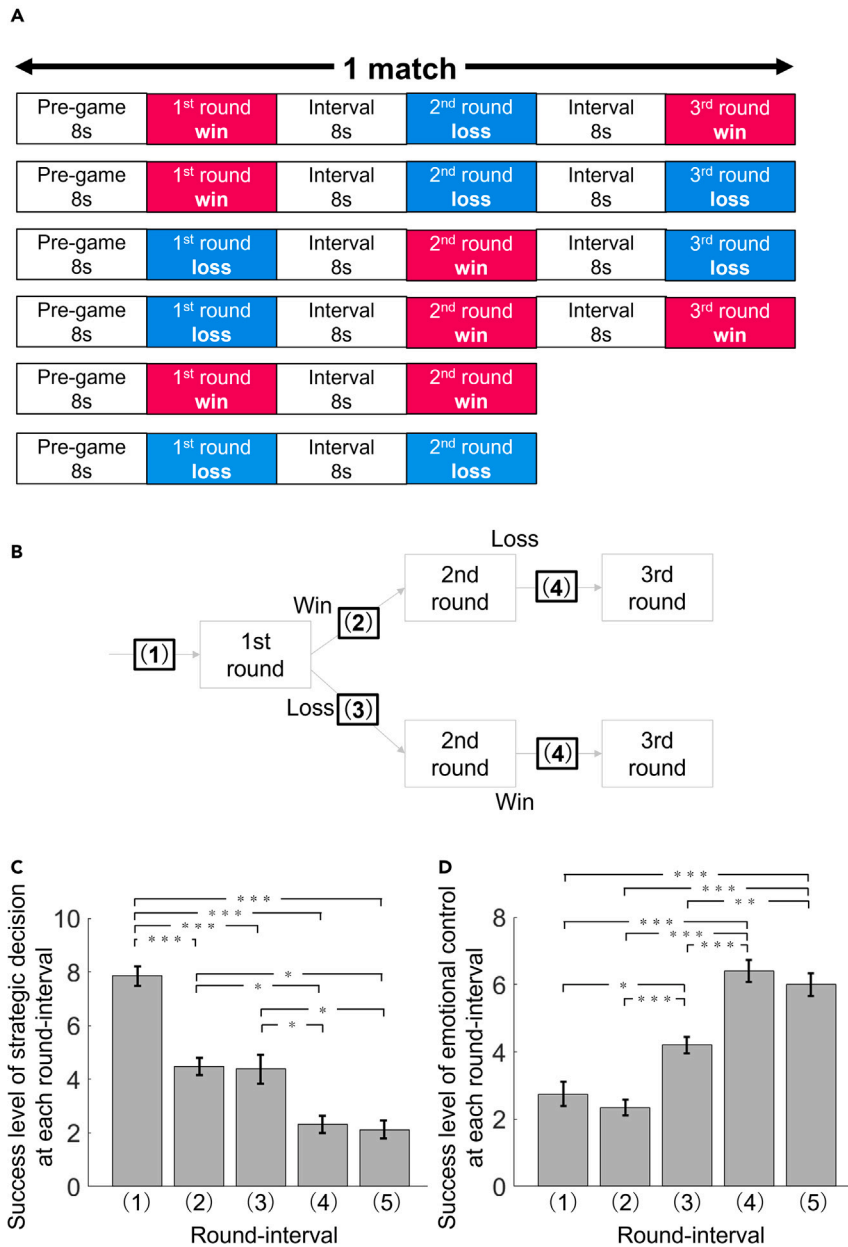 A
1 match
Pre-game 1st round Interval 2nd round Interval 3rd round
8s win 8s loss 8s win
Pre-game 1st round Interval 2nd round Interval 3rd round
8s win 8s loss 8s loss
Pre-game 1st round Interval 2nd round Interval 3rd round
8s loss 8s win 8s loss
Pre-game 1st round Interval 2nd round Interval 3rd round
8s loss 8s win 8s win
Pre-game 1st round Interval 2nd round
8s win 8s win
Pre-game 1st round Interval 2nd round
8s loss 8s loss
B
Loss
2nd
round
(4)
3rd
round
Win
(2)
(1)
1st
round
Loss
(3)
2nd
round
(4)
3rd
round
Win
C
Success level of strategic decision
at each round-interval
10
8
6
4
2
0
***
***
***
***
*
*
*
*
(1) (2) (3) (4) (5)
Round-interval
D
Success level of emotional control
at each round-interval
8
6
4
2
0
***
***
**
***
***
***
*
***
(1) (2) (3) (4) (5)
Round-interval